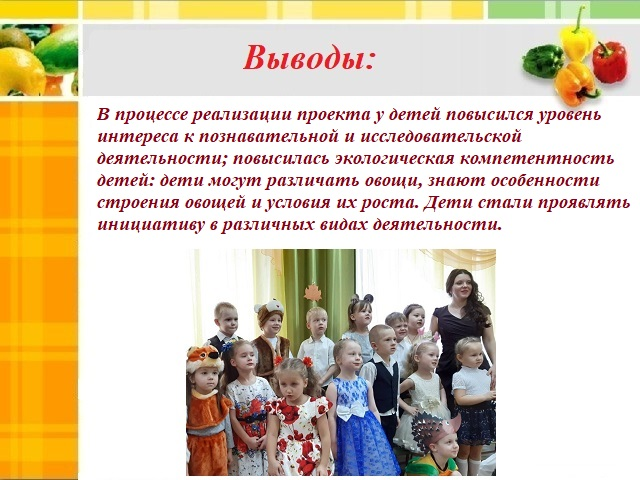 Выводы:
В процессе реализации проекта у детей повысился уровень
интереса к познавательной и исследовательской
деятельности; повысилась экологическая компетентность
детей: дети могут различать овощи, знают особенности
строения овощей и условия их роста. Дети стали проявлять
инициативу в различных видах деятельности.